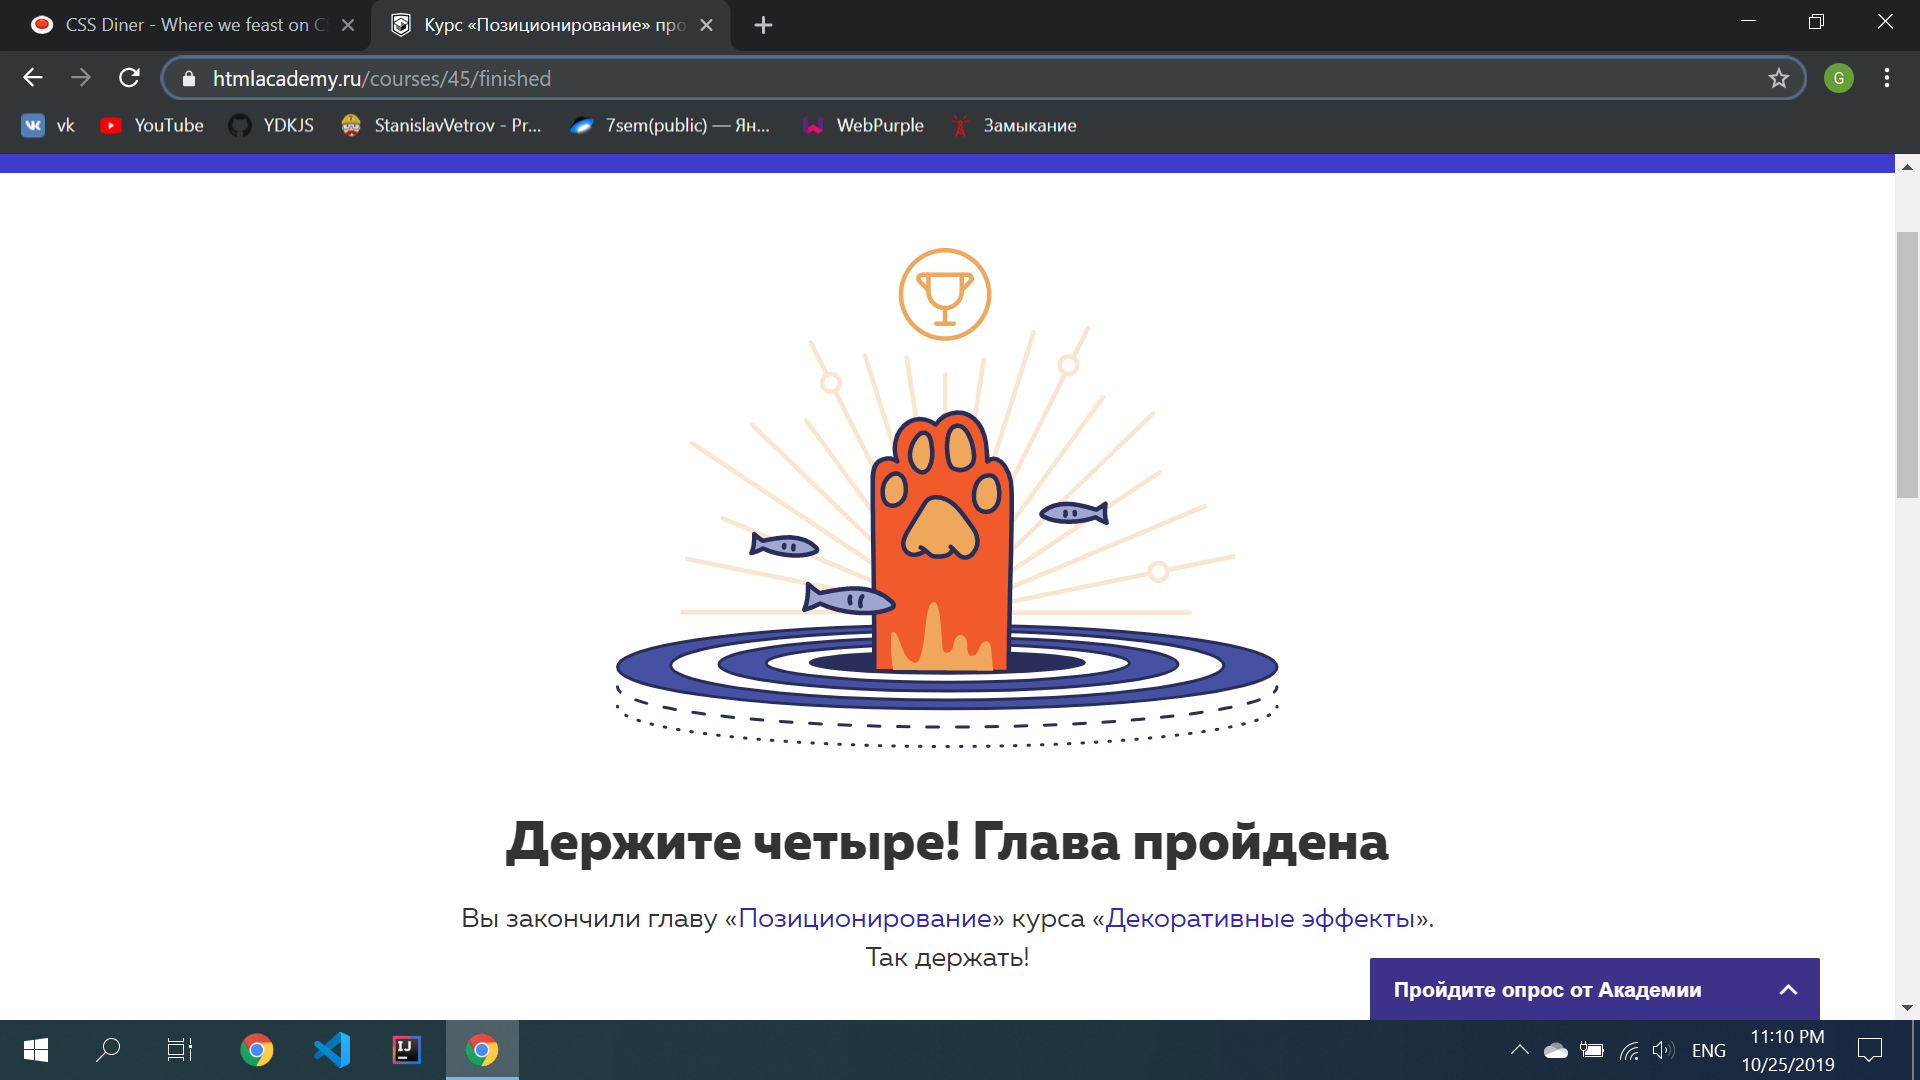 CSS Diner - Where we feast on CS
Курс «Позиционирование» про
htmlacademy.ru/courses/45/finished
G
vk
YouTube
YDKJS
StanislavVetrov - Pr...
7sem(public) — Ян...
WebPurple
Замыкание
Держите четыре! Глава пройдена
Вы закончили главу «Позиционирование» курса «Декоративные эффекты».
Так держать!
Пройдите опрос от Академии
IJ
ENG
11:10 PM
10/25/2019